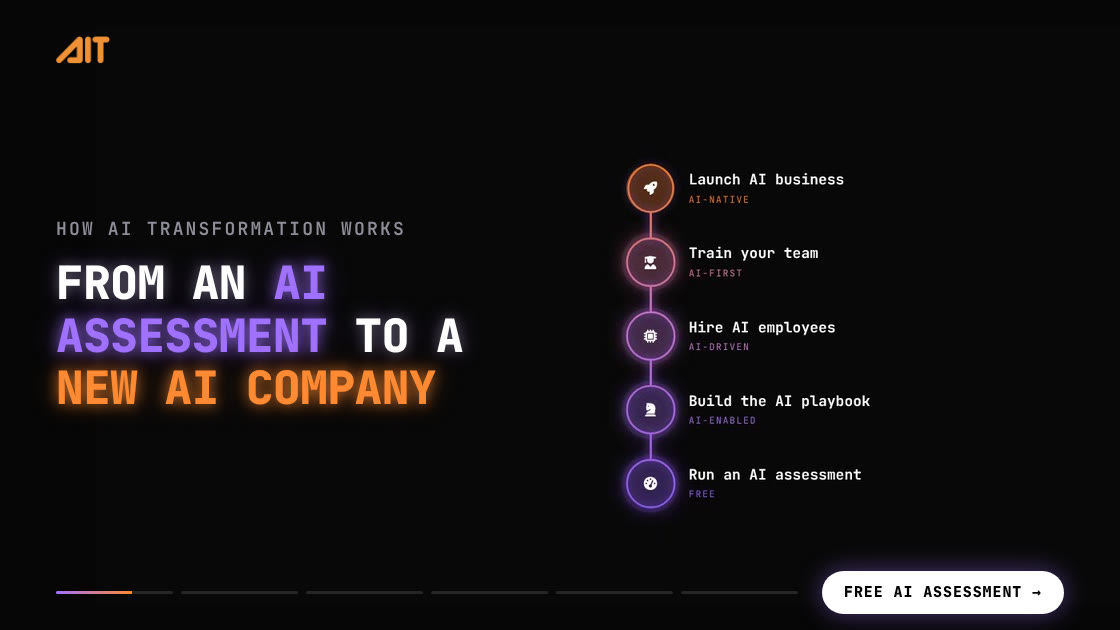 AIT
HOW AI TRANSFORMATION WORKS
FROM AN AI
ASSESSMENT TO A
NEW AI COMPANY
Launch AI business
AI-NATIVE
Train your team
AI-FIRST
Hire AI employees
AI-DRIVEN
Build the AI playbook
AI-ENABLED
Run an AI assessment
FREE
FREE AI ASSESSMENT →